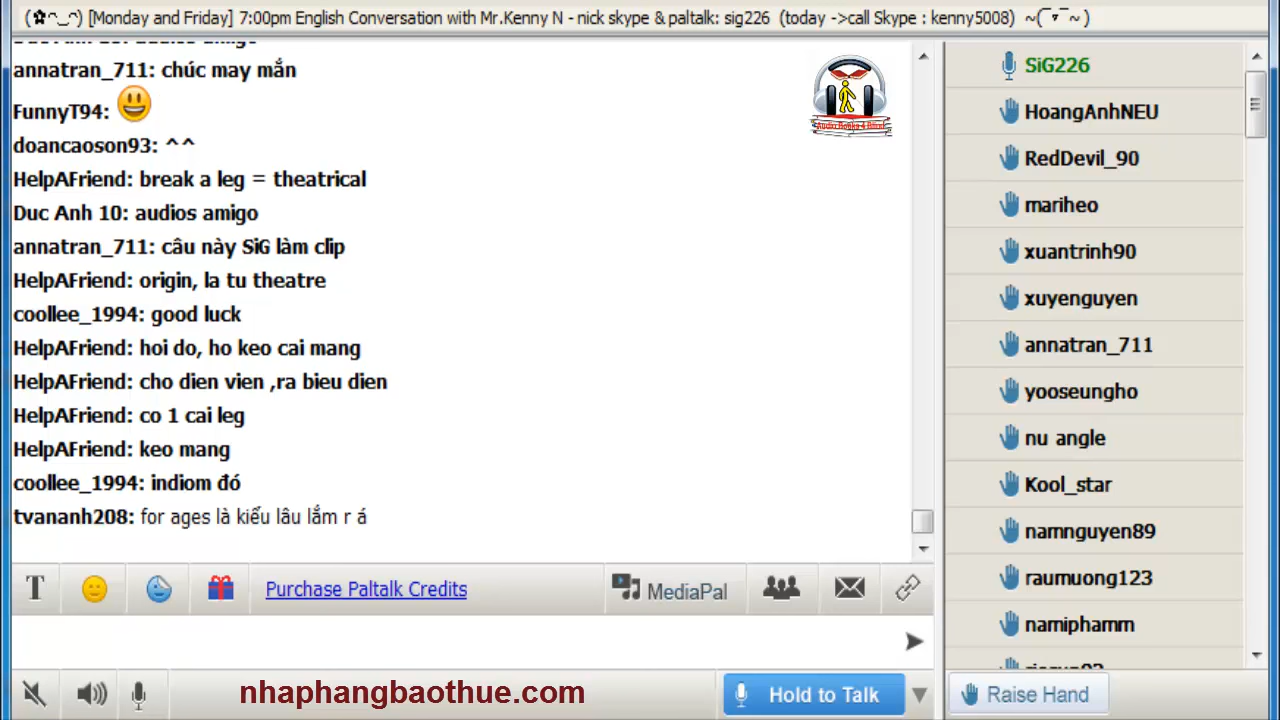 (✿◠‿◠) [Monday and Friday] 7:00pm English Conversation with Mr.Kenny N - nick skype & paltalk: sig226 (today ->call Skype : kenny5008) ~(‾▿‾~ )
annatran_711: chúc may mắn
FunnyT94:
doancaoson93: ^^
HelpAFriend: break a leg = theatrical
Duc Anh 10: audios amigo
annatran_711: câu này SiG làm clip
HelpAFriend: origin, la tu theatre
coollee_1994: good luck
HelpAFriend: hoi do, ho keo cai mang
HelpAFriend: cho dien vien ,ra bieu dien
HelpAFriend: co 1 cai leg
HelpAFriend: keo mang
coollee_1994: indiom đó
tvananh208: for ages là kiểu lâu lắm r á
T
Purchase Paltalk Credits
MediaPal
nhaphangbaothue.com
Hold to Talk
SiG226
HoangAnhNEU
RedDevil_90
mariheo
xuantrinh90
xuyenguyen
annatran_711
yooseungho
nu angle
Kool_star
namnguyen89
raumuong123
namiphamm
Raise Hand